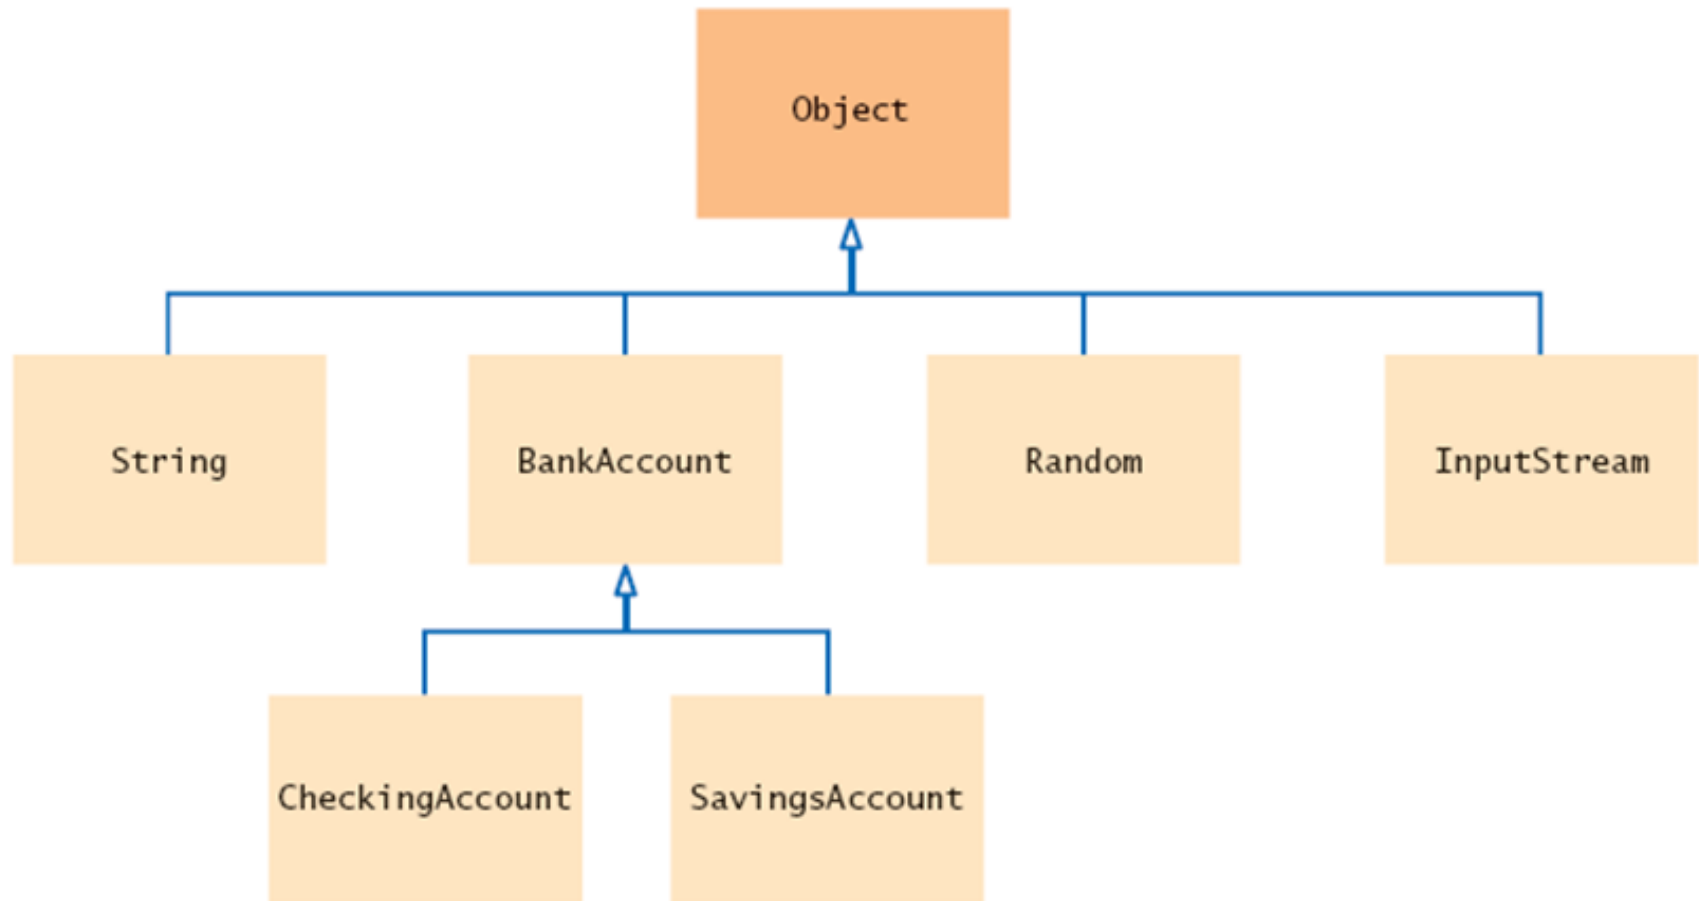 Object
String
BankAccount
Random
InputStream
CheckingAccount
SavingsAccount